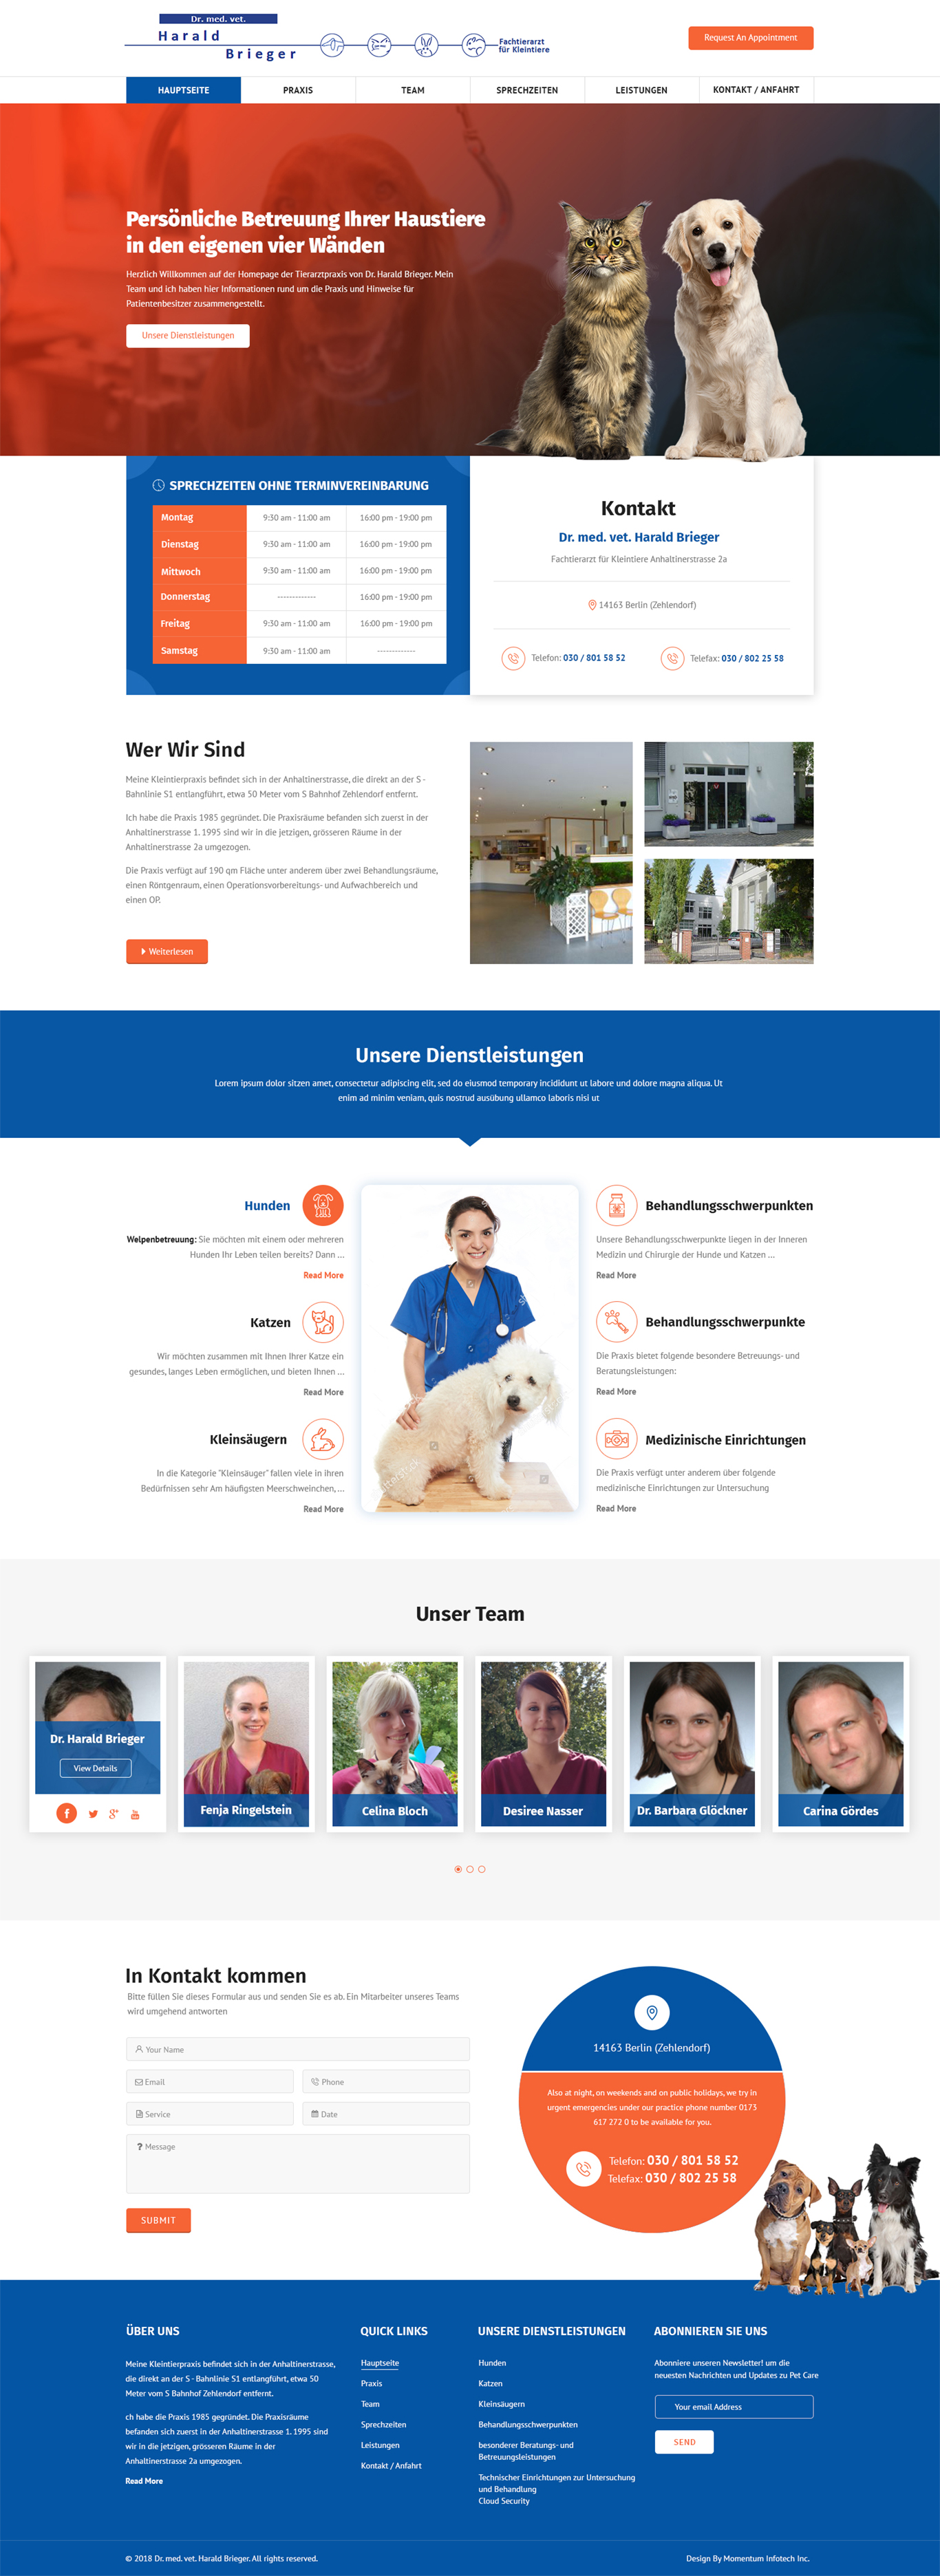 Dr. med. vet.
Harald
Brieger
Fachtierarzt
für Kleintiere
Request An Appointment
HAUPTSEITE
PRAXIS
TEAM
SPRECHZEITEN
LEISTUNGEN
KONTAKT / ANFAHRT
Persönliche Betreuung Ihrer Haustiere
in den eigenen vier Wänden
Herzlich Willkommen auf der Homepage der Tierarztpraxis von Dr. Harald Brieger. Mein
Team und ich haben hier Informationen rund um die Praxis und Hinweise für
Patientenbesitzer zusammengestellt.
Unsere Dienstleistungen
SPRECHZEITEN OHNE TERMINVEREINBARUNG
Montag 9:30 am - 11:00 am 16:00 pm - 19:00 pm
Dienstag 9:30 am - 11:00 am 16:00 pm - 19:00 pm
Mittwoch 9:30 am - 11:00 am 16:00 pm - 19:00 pm
Donnerstag ------------- 16:00 pm - 19:00 pm
Freitag 9:30 am - 11:00 am 16:00 pm - 19:00 pm
Samstag 9:30 am - 11:00 am -------------
Kontakt
Dr. med. vet. Harald Brieger
Fachtierarzt für Kleintiere Anhaltinerstrasse 2a
14163 Berlin (Zehlendorf)
Telefon: 030 / 801 58 52
Telefax: 030 / 802 25 58
Wer Wir Sind
Meine Kleintierpraxis befindet sich in der Anhaltinerstrasse, die direkt an der S -
Bahnlinie S1 entlangführt, etwa 50 Meter vom S Bahnhof Zehlendorf entfernt.
Ich habe die Praxis 1985 gegründet. Die Praxisräume befanden sich zuerst in der
Anhaltinerstrasse 1. 1995 sind wir in die jetzigen, grösseren Räume in der
Anhaltinerstrasse 2a umgezogen.
Die Praxis verfügt auf 190 qm Fläche unter anderem über zwei Behandlungsräume,
einen Röntgenraum, einen Operationsvorbereitungs- und Aufwachbereich und
einen OP.
Weiterlesen
Unsere Dienstleistungen
Lorem ipsum dolor sitzen amet, consectetur adipiscing elit, sed do eiusmod temporary incididunt ut labore und dolore magna aliqua. Ut
enim ad minim veniam, quis nostrud ausübung ullamco laboris nisi ut
Hunden
Welpenbetreuung: Sie möchten mit einem oder mehreren
Hunden Ihr Leben teilen bereits? Dann ...
Read More
Katzen
Wir möchten zusammen mit Ihnen Ihrer Katze ein
gesundes, langes Leben ermöglichen, und bieten Ihnen ...
Read More
Kleinsäugern
In die Kategorie "Kleinsäuger" fallen viele in ihren
Bedürfnissen sehr Am häufigsten Meerschweinchen, ...
Read More
Behandlungsschwerpunkten
Unsere Behandlungsschwerpunkte liegen in der Inneren
Medizin und Chirurgie der Hunde und Katzen ...
Read More
Behandlungsschwerpunkte
Die Praxis bietet folgende besondere Betreuungs- und
Beratungsleistungen:
Read More
Medizinische Einrichtungen
Die Praxis verfügt unter anderem über folgende
medizinische Einrichtungen zur Untersuchung
Read More
Unser Team
Dr. Harald Brieger
View Details
Fenja Ringelstein
Celina Bloch
Desiree Nasser
Dr. Barbara Glöckner
Carina Gördes
In Kontakt kommen
Bitte füllen Sie dieses Formular aus und senden Sie es ab. Ein Mitarbeiter unseres Teams
wird umgehend antworten
Your Name
Email
Phone
Service
Date
Message
SUBMIT
14163 Berlin (Zehlendorf)
Also at night, on weekends and on public holidays, we try in
urgent emergencies under our practice phone number 0173
617 272 0 to be available for you.
Telefon: 030 / 801 58 52
Telefax: 030 / 802 25 58
ÜBER UNS
Meine Kleintierpraxis befindet sich in der Anhaltinerstrasse,
die direkt an der S - Bahnlinie S1 entlangführt, etwa 50
Meter vom S Bahnhof Zehlendorf entfernt.
ch habe die Praxis 1985 gegründet. Die Praxisräume
befanden sich zuerst in der Anhaltinerstrasse 1. 1995 sind
wir in die jetzigen, grösseren Räume in der
Anhaltinerstrasse 2a umgezogen.
Read More
QUICK LINKS
Hauptseite
Praxis
Team
Sprechzeiten
Leistungen
Kontakt / Anfahrt
UNSERE DIENSTLEISTUNGEN
Hunden
Katzen
Kleinsäugern
Behandlungsschwerpunkten
besonderer Beratungs- und
Betreuungsleistungen
Technischer Einrichtungen zur Untersuchung
und Behandlung
Cloud Security
ABONNIEREN SIE UNS
Abonniere unseren Newsletter! um die
neuesten Nachrichten und Updates zu Pet Care
Your email Address
SEND
© 2018 Dr. med. vet. Harald Brieger. All rights reserved.
Design By Momentum Infotech Inc.